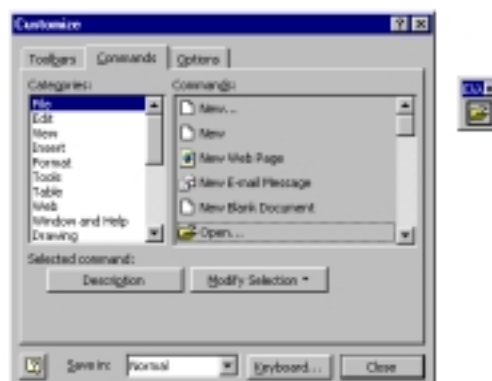 Customize
Toolbars Commands Options
Categories:
File
Edit
View
Insert
Format
Tools
Table
Web
Window and Help
Drawing
Commands:
New...
New
New Web Page
New E-mail Message
New Blank Document
Open...
Selected command:
Description Modify Selection
Save in: Normal Keyboard... Close